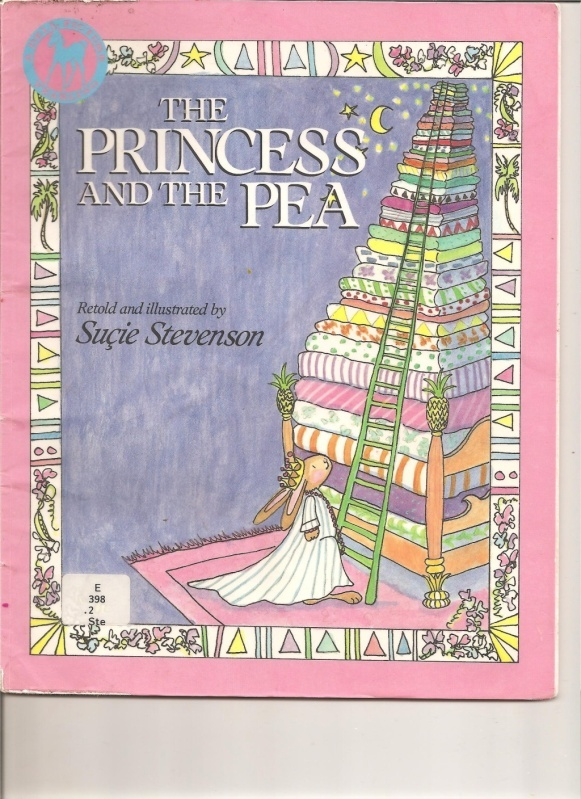 THE
PRINCESS
AND THE PEA
Retold and illustrated by
Suçie Stevenson
E
398
.2
Ste